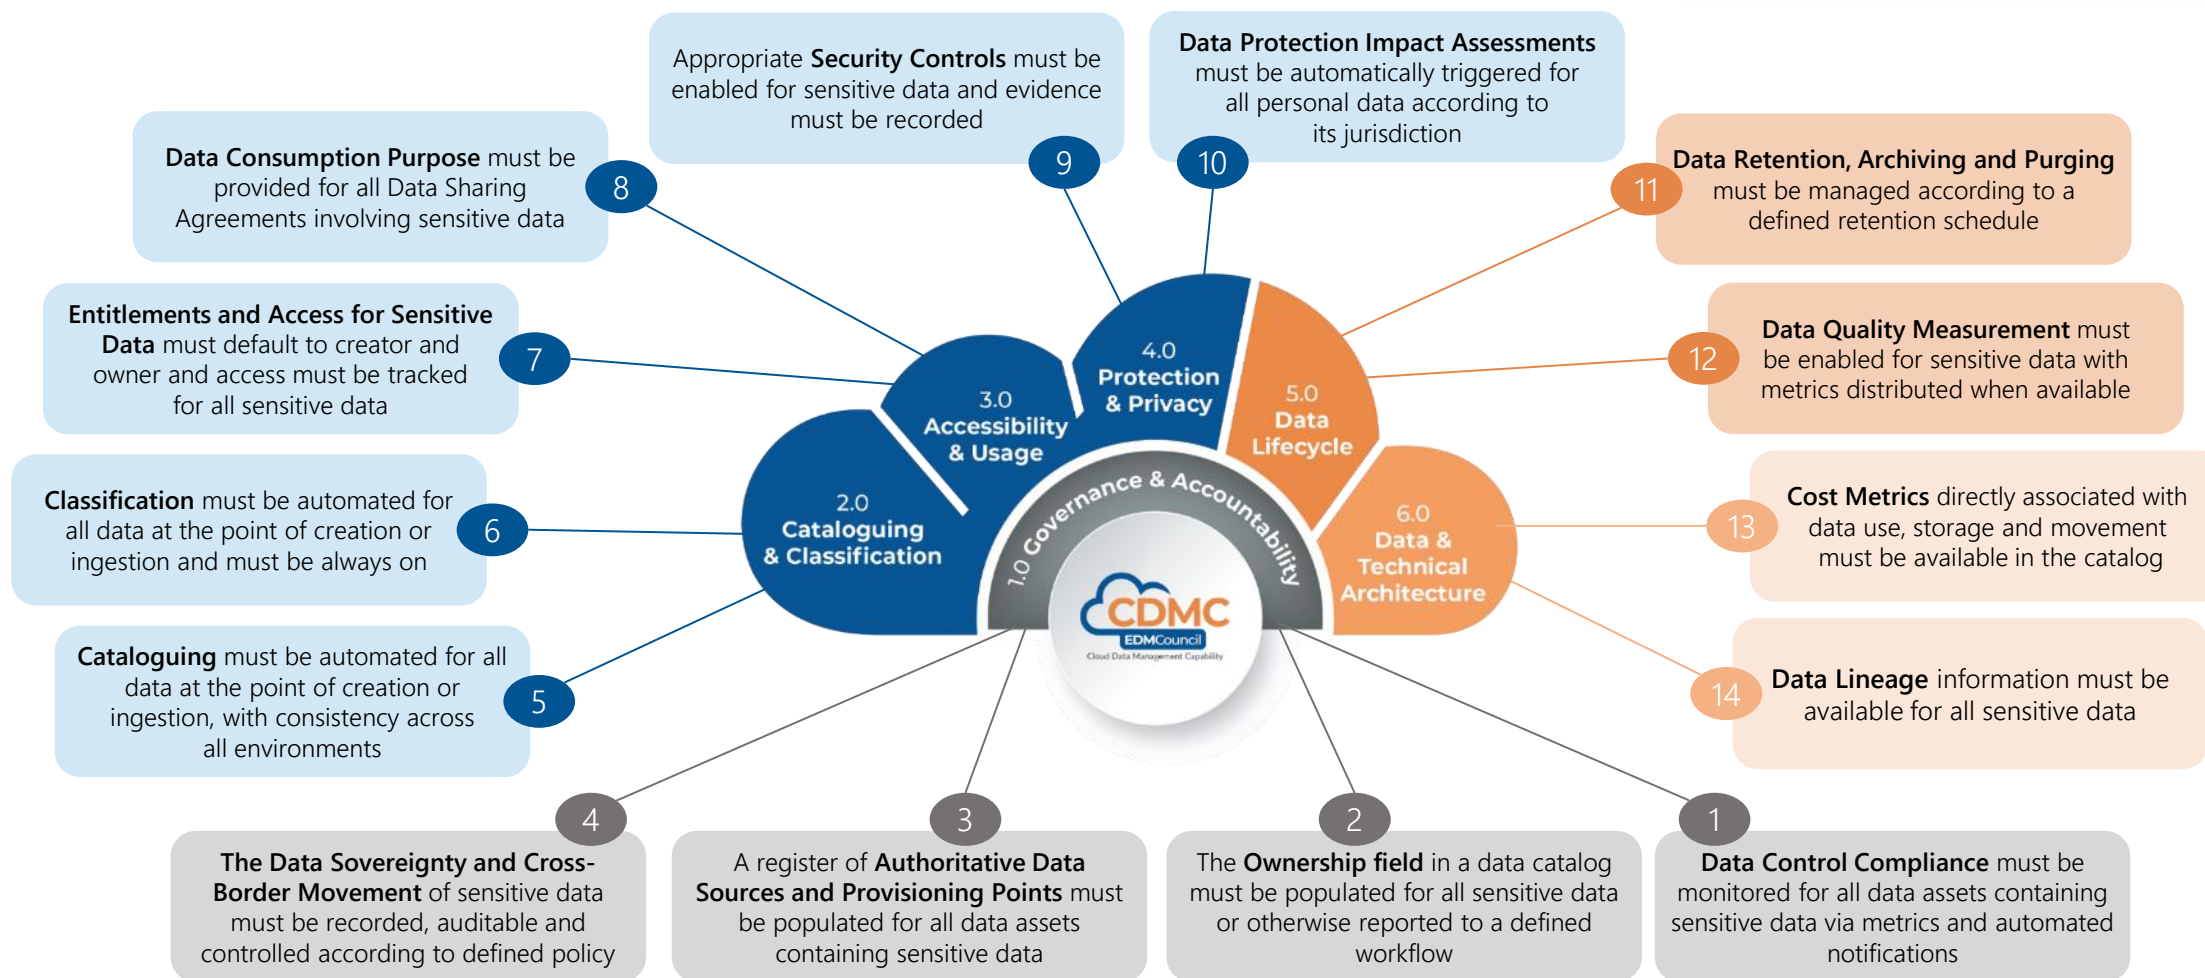 Appropriate Security Controls must be
enabled for sensitive data and evidence
must be recorded
9
Data Protection Impact Assessments
must be automatically triggered for
all personal data according to
its jurisdiction
10
Data Consumption Purpose must be
provided for all Data Sharing
Agreements involving sensitive data
8
Data Retention, Archiving and Purging
must be managed according to a
defined retention schedule
11
Entitlements and Access for Sensitive
Data must default to creator and
owner and access must be tracked
for all sensitive data
7
Data Quality Measurement must
be enabled for sensitive data with
metrics distributed when available
12
Classification must be automated for
all data at the point of creation or
ingestion and must be always on
6
Cost Metrics directly associated with
data use, storage and movement
must be available in the catalog
13
Cataloguing must be automated for all
data at the point of creation or
ingestion, with consistency across
all environments
5
Data Lineage information must be
available for all sensitive data
14
2.0
Cataloguing
& Classification
3.0
Accessibility
& Usage
4.0
Protection
& Privacy
5.0
Data
Lifecycle
6.0
Data &
Technical
Architecture
1.0 Governance & Accountability
CDMC
EDMCouncil
Cloud Data Management Capability
4
The Data Sovereignty and Cross-
Border Movement of sensitive data
must be recorded, auditable and
controlled according to defined policy
3
A register of Authoritative Data
Sources and Provisioning Points must
be populated for all data assets
containing sensitive data
2
The Ownership field in a data catalog
must be populated for all sensitive data
or otherwise reported to a defined
workflow
1
Data Control Compliance must be
monitored for all data assets containing
sensitive data via metrics and automated
notifications